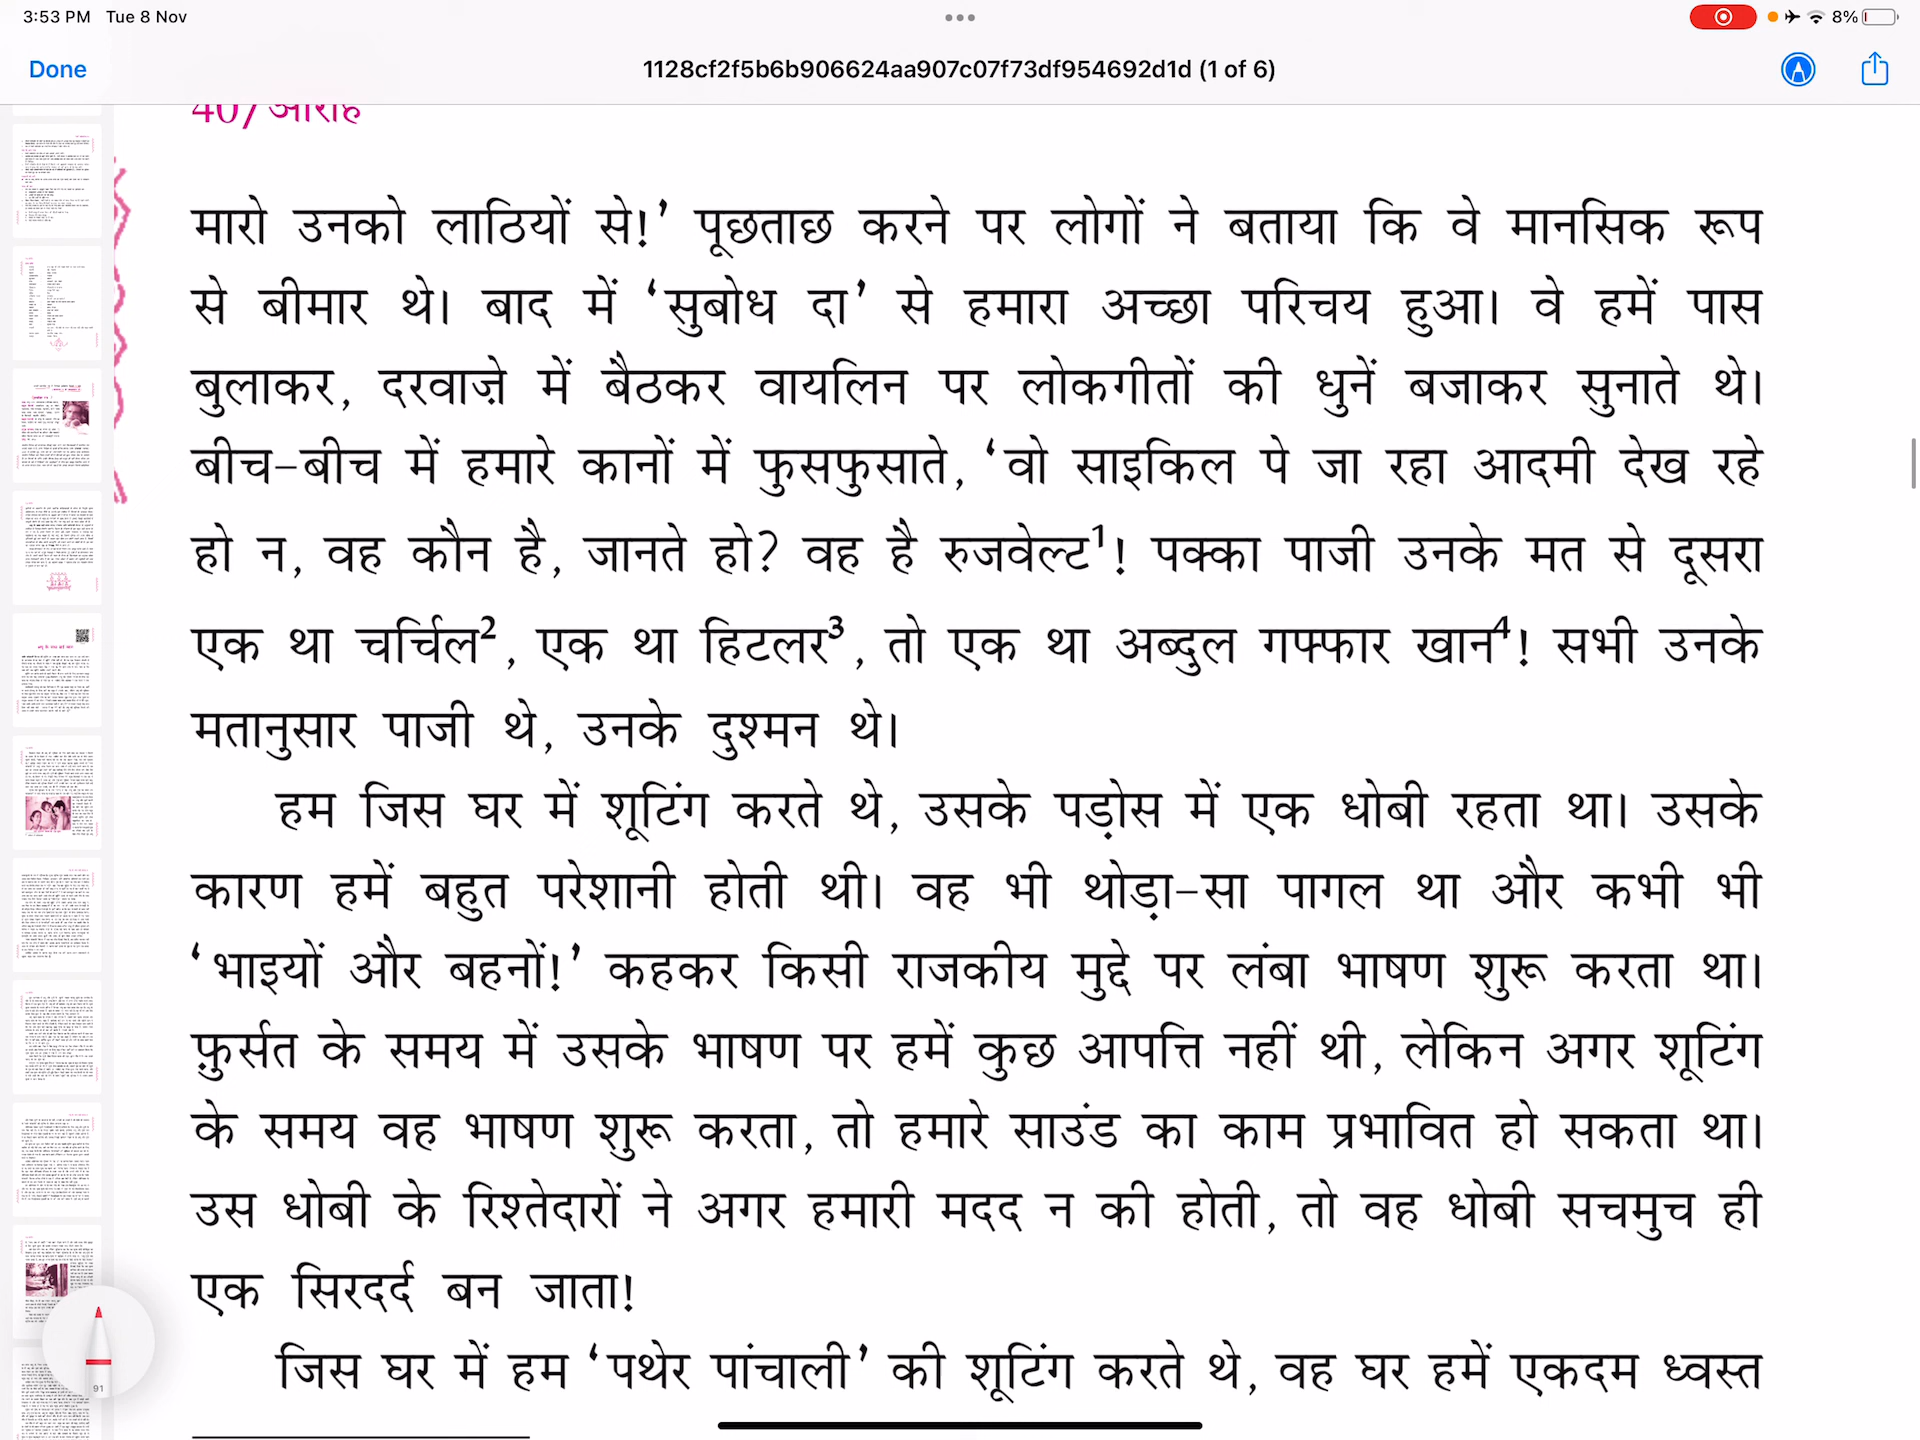 3:53 PM Tue 8 Nov
8%
Done
1128cf2f5b6b906624aa907c07f73df954692d1d (1 of 6)
40/आरोह
मारो उनको लाठियों से!’ पूछताछ करने पर लोगों ने बताया कि वे मानसिक रूप
से बीमार थे। बाद में ‘सुबोध दा’ से हमारा अच्छा परिचय हुआ। वे हमें पास
बुलाकर, दरवाज़े में बैठकर वायलिन पर लोकगीतों की धुनें बजाकर सुनाते थे।
बीच-बीच में हमारे कानों में फुसफुसाते, ‘वो साइकिल पे जा रहा आदमी देख रहे
हो न, वह कौन है, जानते हो? वह है रुजवेल्ट¹! पक्का पाजी उनके मत से दूसरा
एक था चर्चिल², एक था हिटलर³, तो एक था अब्दुल गफ्फार खान⁴! सभी उनके
मतानुसार पाजी थे, उनके दुश्मन थे।
हम जिस घर में शूटिंग करते थे, उसके पड़ोस में एक धोबी रहता था। उसके
कारण हमें बहुत परेशानी होती थी। वह भी थोड़ा-सा पागल था और कभी भी
‘भाइयों और बहनों!’ कहकर किसी राजकीय मुद्दे पर लंबा भाषण शुरू करता था।
फ़ुर्सत के समय में उसके भाषण पर हमें कुछ आपत्ति नहीं थी, लेकिन अगर शूटिंग
के समय वह भाषण शुरू करता, तो हमारे साउंड का काम प्रभावित हो सकता था।
उस धोबी के रिश्तेदारों ने अगर हमारी मदद न की होती, तो वह धोबी सचमुच ही
एक सिरदर्द बन जाता!
जिस घर में हम ‘पथेर पांचाली’ की शूटिंग करते थे, वह घर हमें एकदम ध्वस्त
91